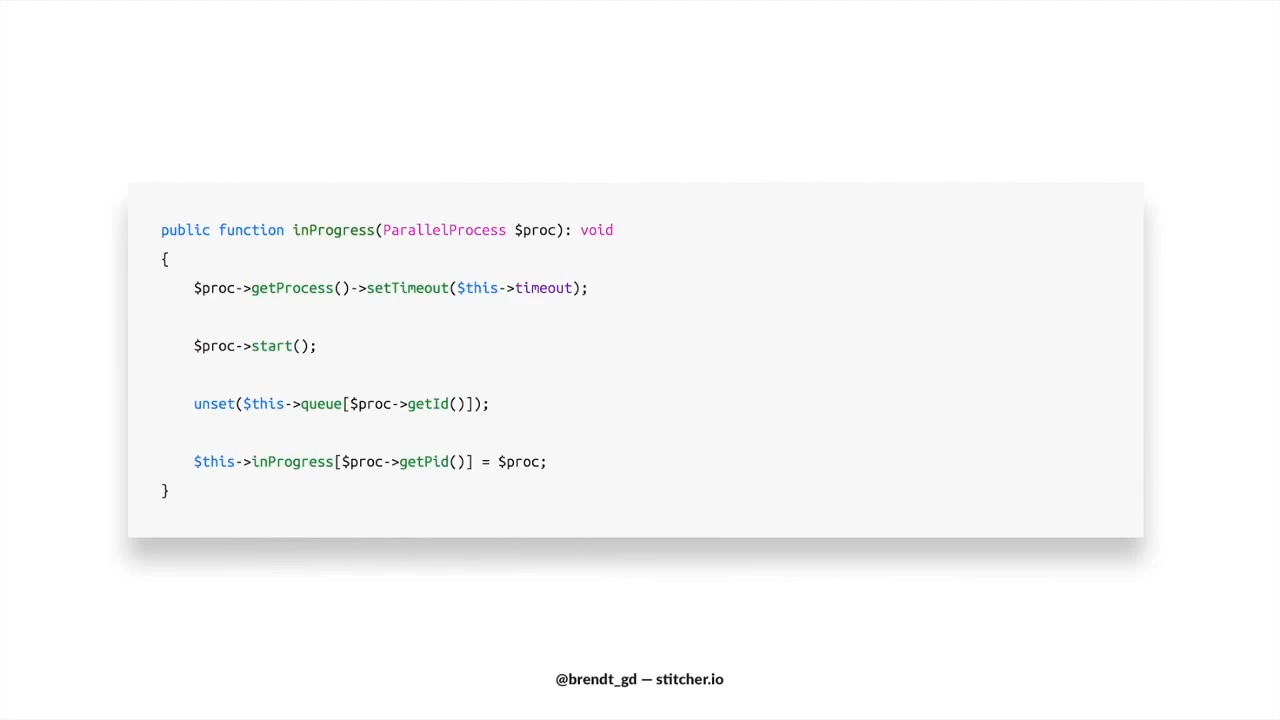 public function inProgress(ParallelProcess $proc): void
{
    $proc->getProcess()->setTimeout($this->timeout);
    $proc->start();
    unset($this->queue[$proc->getId()]);
    $this->inProgress[$proc->getPid()] = $proc;
}
@brendt_gd — stitcher.io